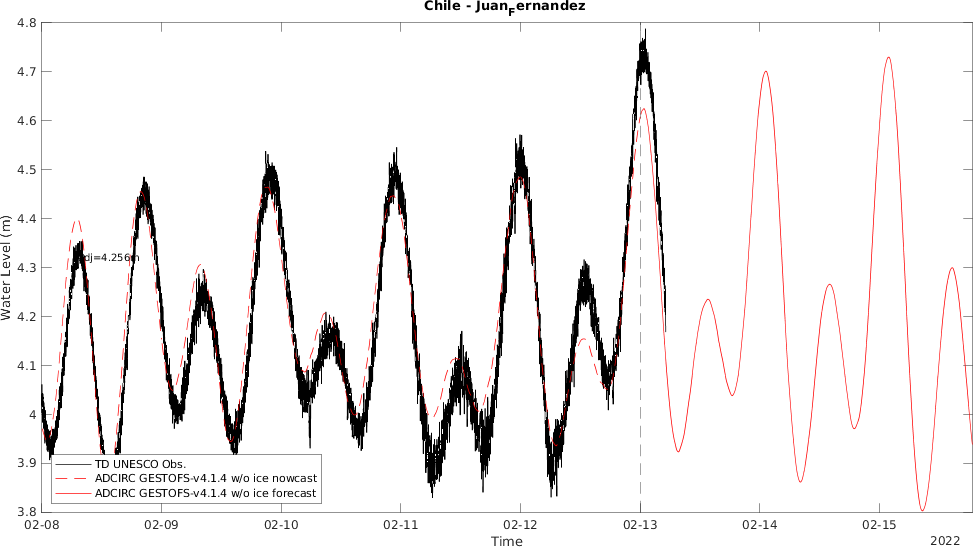 Chile - Juan_Fernandez
4.8
4.7
4.6
4.5
4.4
4.3
4.2
4.1
4
3.9
3.8
Water Level (m)
dj=4.256m
TD UNESCO Obs.
ADCIRC GESTOFS-v4.1.4 w/o ice nowcast
ADCIRC GESTOFS-v4.1.4 w/o ice forecast
02-08 02-09 02-10 02-11 02-12 02-13 02-14 02-15
Time
2022